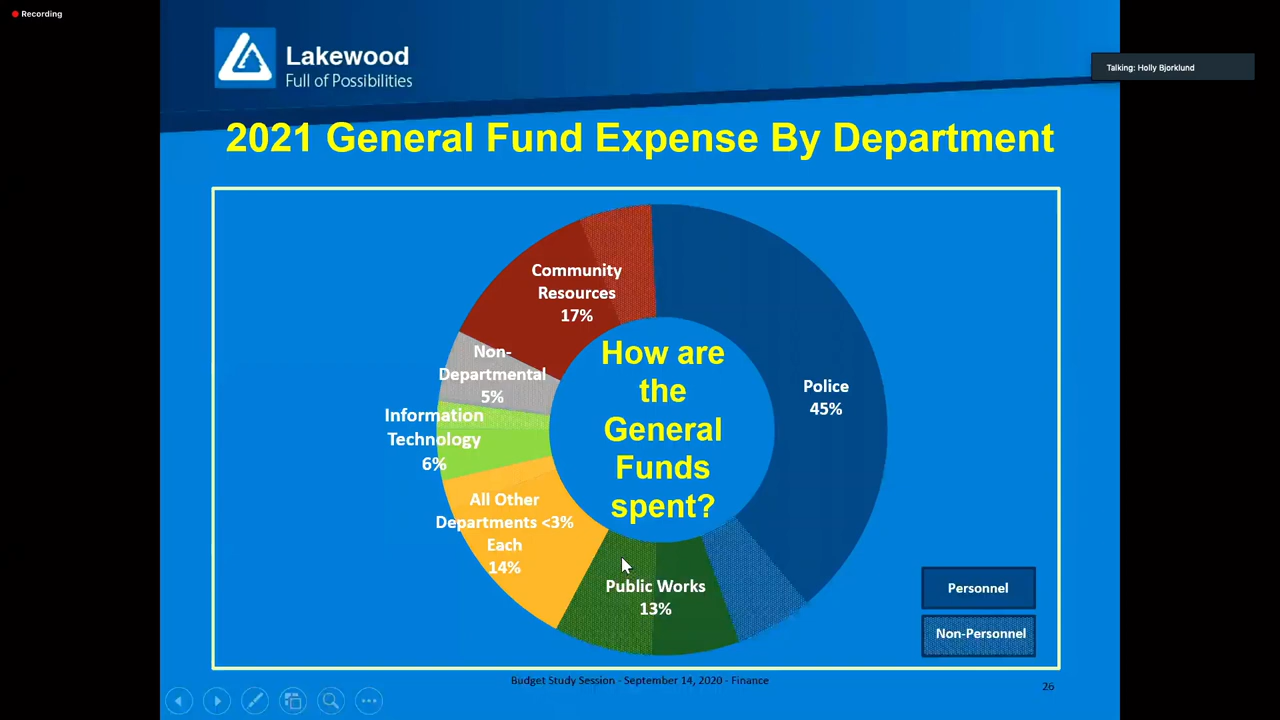 Recording
Lakewood
Full of Possibilities
Talking: Holly Bjorklund
2021 General Fund Expense By Department
Community
Resources
17%
Non-
Departmental
5%
Information
Technology
6%
All Other
Departments <3%
Each
14%
Public Works
13%
Police
45%
How are
the
General
Funds
spent?
Personnel
Non-Personnel
Budget Study Session - September 14, 2020 - Finance
26